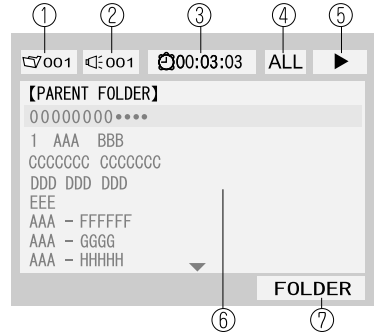 ① ② ③ ④ ⑤
001 001 00:03:03 ALL ▶
【PARENT FOLDER】
00000000••••
1 AAA BBB
CCCCCCC CCCCCCC
DDD DDD DDD
EEE
AAA – FFFFFF
AAA – GGGG
AAA – HHHHH
FOLDER
⑥ ⑦